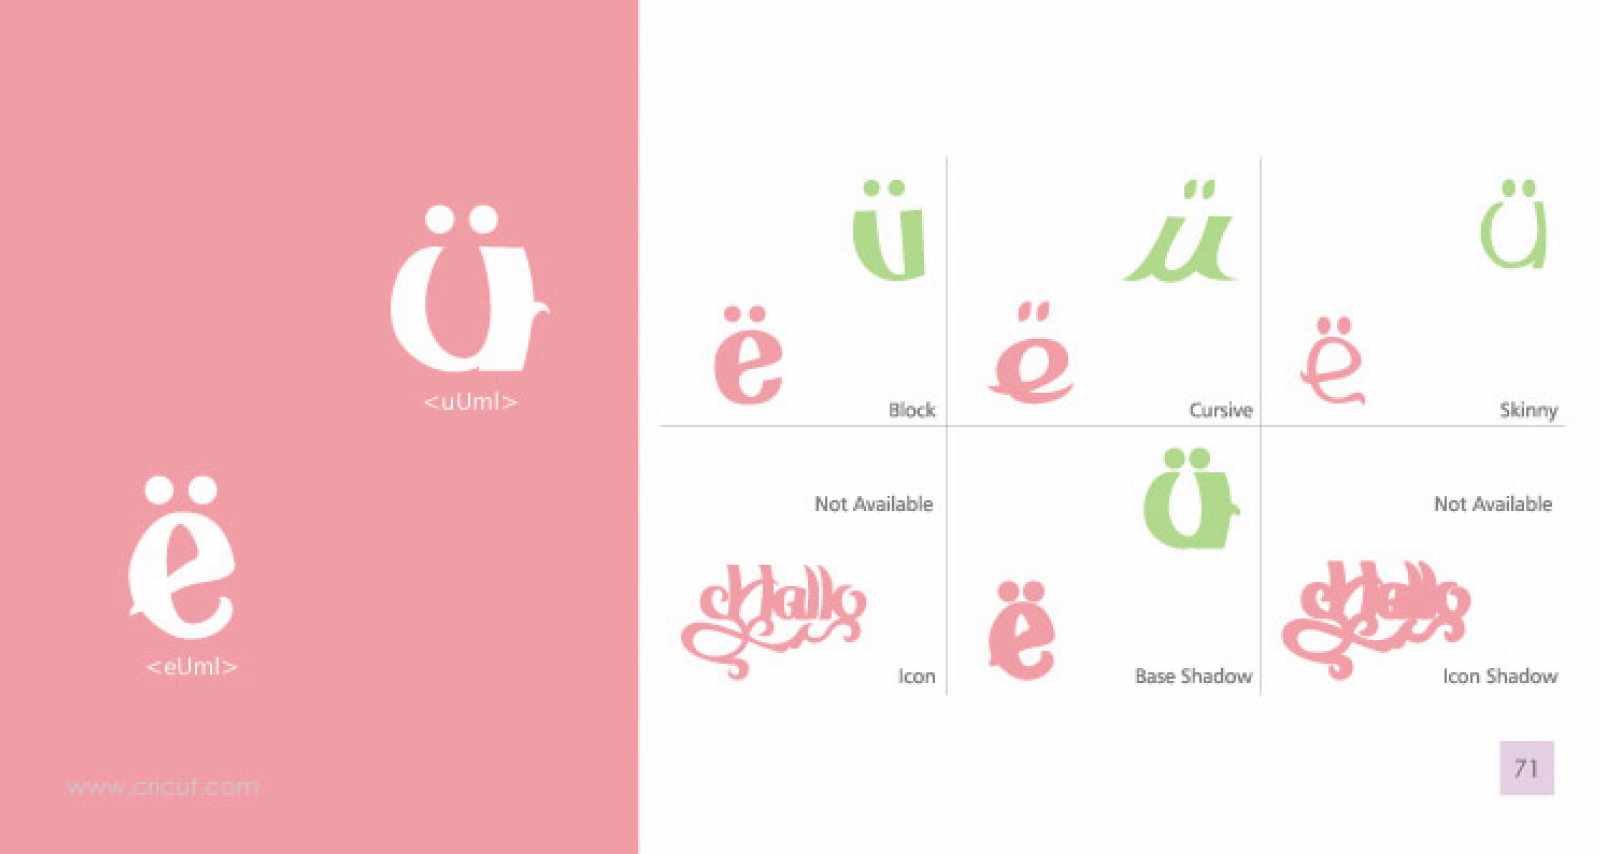 ü
<uUml>
ë
<eUml>
www.cricut.com
ü
ë
Block
ü
ë
Cursive
ü
ë
Skinny
Not Available
Hallo
Icon
ü
ë
Base Shadow
Not Available
Hallo
Icon Shadow
71